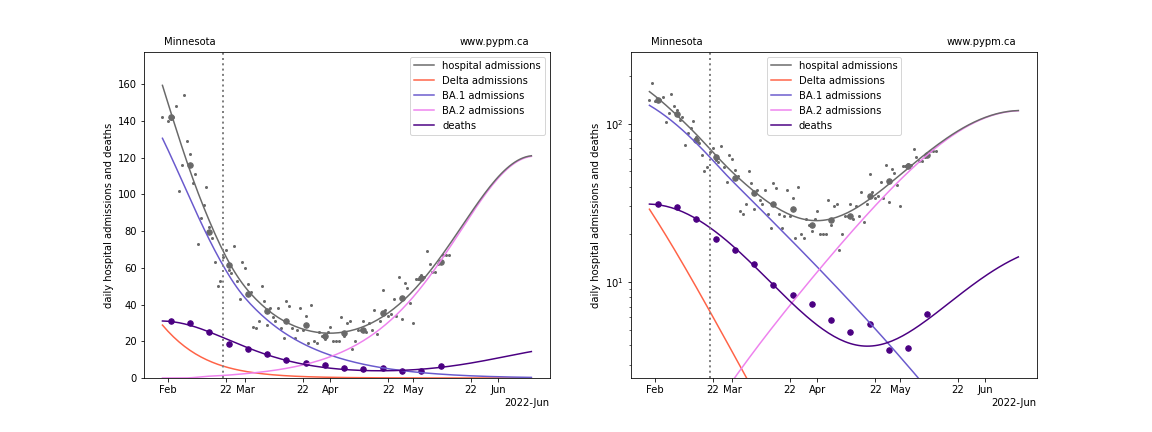 Minnesota www.pypm.ca
hospital admissions
Delta admissions
BA.1 admissions
BA.2 admissions
deaths
daily hospital admissions and deaths
160
140
120
100
80
60
40
20
0
Feb 22 Mar 22 Apr 22 May 22 Jun
2022-Jun
Minnesota www.pypm.ca
hospital admissions
Delta admissions
BA.1 admissions
BA.2 admissions
deaths
daily hospital admissions and deaths
10²
10¹
Feb 22 Mar 22 Apr 22 May 22 Jun
2022-Jun